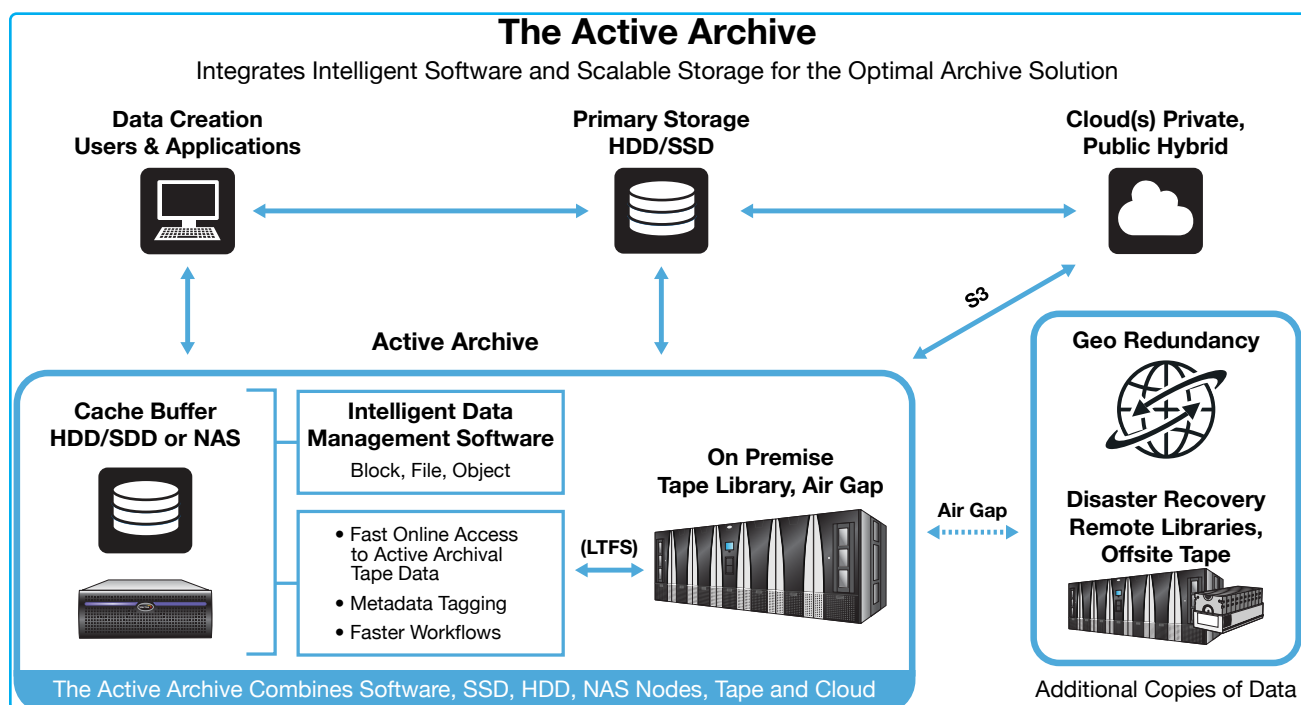 The Active Archive
Integrates Intelligent Software and Scalable Storage for the Optimal Archive Solution
Data Creation
Users & Applications
Primary Storage
HDD/SSD
Cloud(s) Private,
Public Hybrid
S3
Active Archive
Cache Buffer
HDD/SDD or NAS
Intelligent Data
Management Software
Block, File, Object
• Fast Online Access
to Active Archival
Tape Data
• Metadata Tagging
• Faster Workflows
(LTFS)
On Premise
Tape Library, Air Gap
Air Gap
Geo Redundancy
Disaster Recovery
Remote Libraries,
Offsite Tape
The Active Archive Combines Software, SSD, HDD, NAS Nodes, Tape and Cloud
Additional Copies of Data